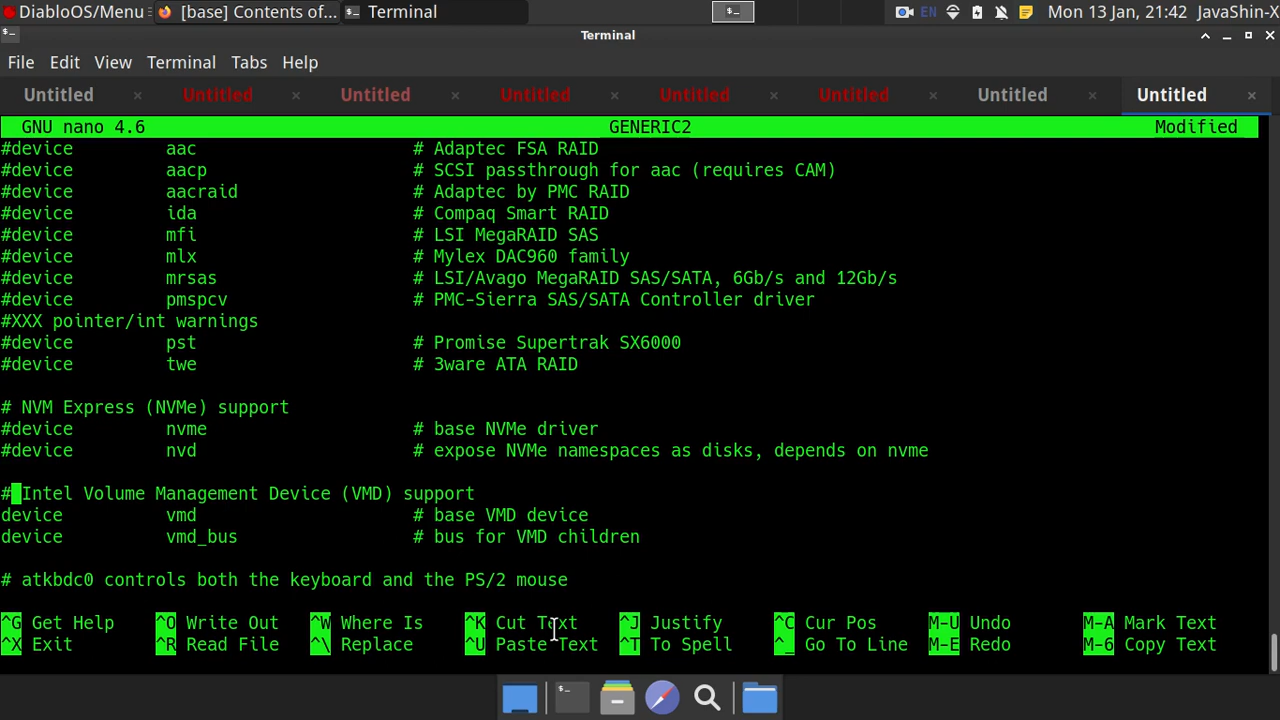 DiabloOS/Menu [base] Contents of... Terminal EN Mon 13 Jan, 21:42 JavaShin-X
Terminal
File Edit View Terminal Tabs Help
Untitled Untitled Untitled Untitled Untitled Untitled Untitled Untitled
GNU nano 4.6 GENERIC2 Modified
#device aac # Adaptec FSA RAID
#device aacp # SCSI passthrough for aac (requires CAM)
#device aacraid # Adaptec by PMC RAID
#device ida # Compaq Smart RAID
#device mfi # LSI MegaRAID SAS
#device mlx # Mylex DAC960 family
#device mrsas # LSI/Avago MegaRAID SAS/SATA, 6Gb/s and 12Gb/s
#device pmspcv # PMC-Sierra SAS/SATA Controller driver
#XXX pointer/int warnings
#device pst # Promise Supertrak SX6000
#device twe # 3ware ATA RAID
# NVM Express (NVMe) support
#device nvme # base NVMe driver
#device nvd # expose NVMe namespaces as disks, depends on nvme
# Intel Volume Management Device (VMD) support
device vmd # base VMD device
device vmd_bus # bus for VMD children
# atkbdc0 controls both the keyboard and the PS/2 mouse
^G Get Help ^O Write Out ^W Where Is ^K Cut Text ^J Justify ^C Cur Pos M-U Undo M-A Mark Text
^X Exit ^R Read File ^\ Replace ^U Paste Text ^T To Spell ^_ Go To Line M-E Redo M-6 Copy Text